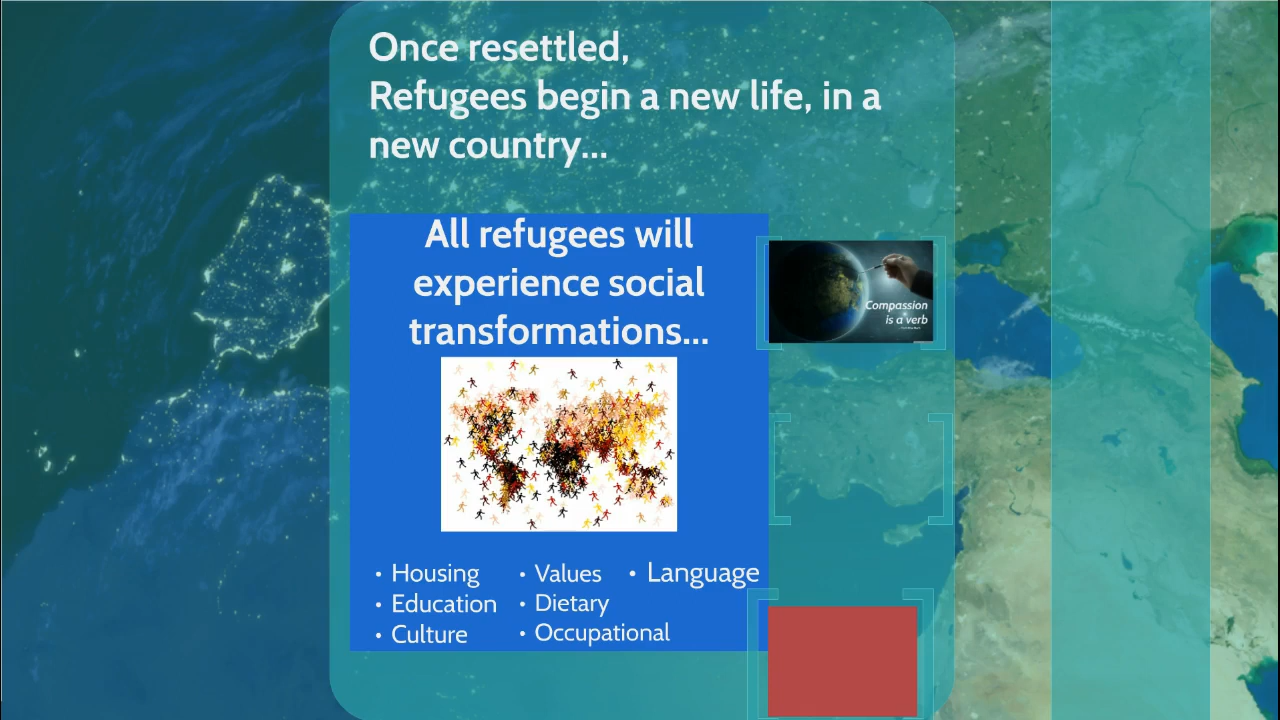 Once resettled,
Refugees begin a new life, in a
new country...
All refugees will
experience social
transformations...
Compassion
is a verb
• Housing
• Education
• Culture
• Values
• Dietary
• Occupational
• Language